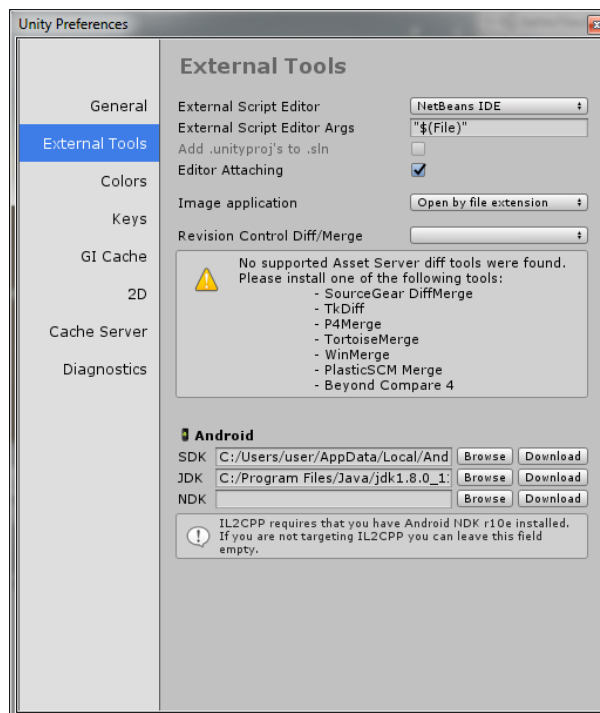 Unity Preferences
External Tools
General
External Tools
Colors
Keys
GI Cache
2D
Cache Server
Diagnostics
External Script Editor NetBeans IDE
External Script Editor Args "$(File)"
Add .unityproj's to .sln
Editor Attaching
Image application Open by file extension
Revision Control Diff/Merge
No supported Asset Server diff tools were found.
Please install one of the following tools:
- SourceGear DiffMerge
- TkDiff
- P4Merge
- TortoiseMerge
- WinMerge
- PlasticSCM Merge
- Beyond Compare 4
Android
SDK C:/Users/user/AppData/Local/And Browse Download
JDK C:/Program Files/Java/jdk1.8.0_1 Browse Download
NDK Browse Download
IL2CPP requires that you have Android NDK r10e installed.
If you are not targeting IL2CPP you can leave this field
empty.